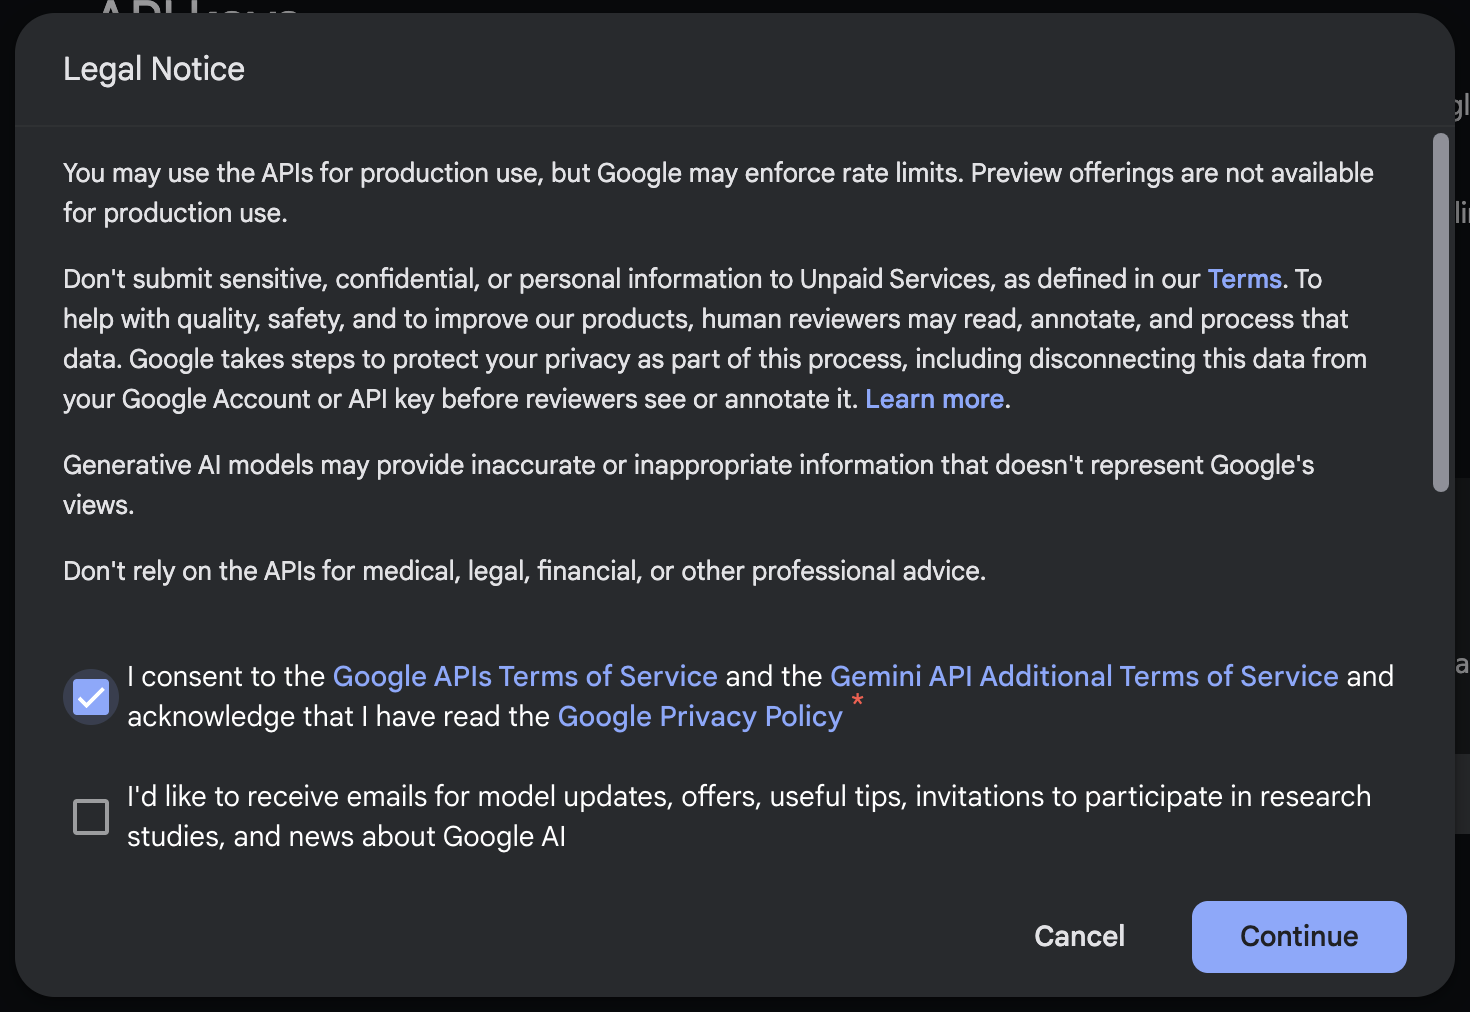 API keys
Legal Notice
You may use the APIs for production use, but Google may enforce rate limits. Preview offerings are not available
for production use.
Don't submit sensitive, confidential, or personal information to Unpaid Services, as defined in our Terms. To
help with quality, safety, and to improve our products, human reviewers may read, annotate, and process that
data. Google takes steps to protect your privacy as part of this process, including disconnecting this data from
your Google Account or API key before reviewers see or annotate it. Learn more.
Generative AI models may provide inaccurate or inappropriate information that doesn't represent Google's
views.
Don't rely on the APIs for medical, legal, financial, or other professional advice.
I consent to the Google APIs Terms of Service and the Gemini API Additional Terms of Service and
acknowledge that I have read the Google Privacy Policy *
I'd like to receive emails for model updates, offers, useful tips, invitations to participate in research
studies, and news about Google AI
Cancel Continue